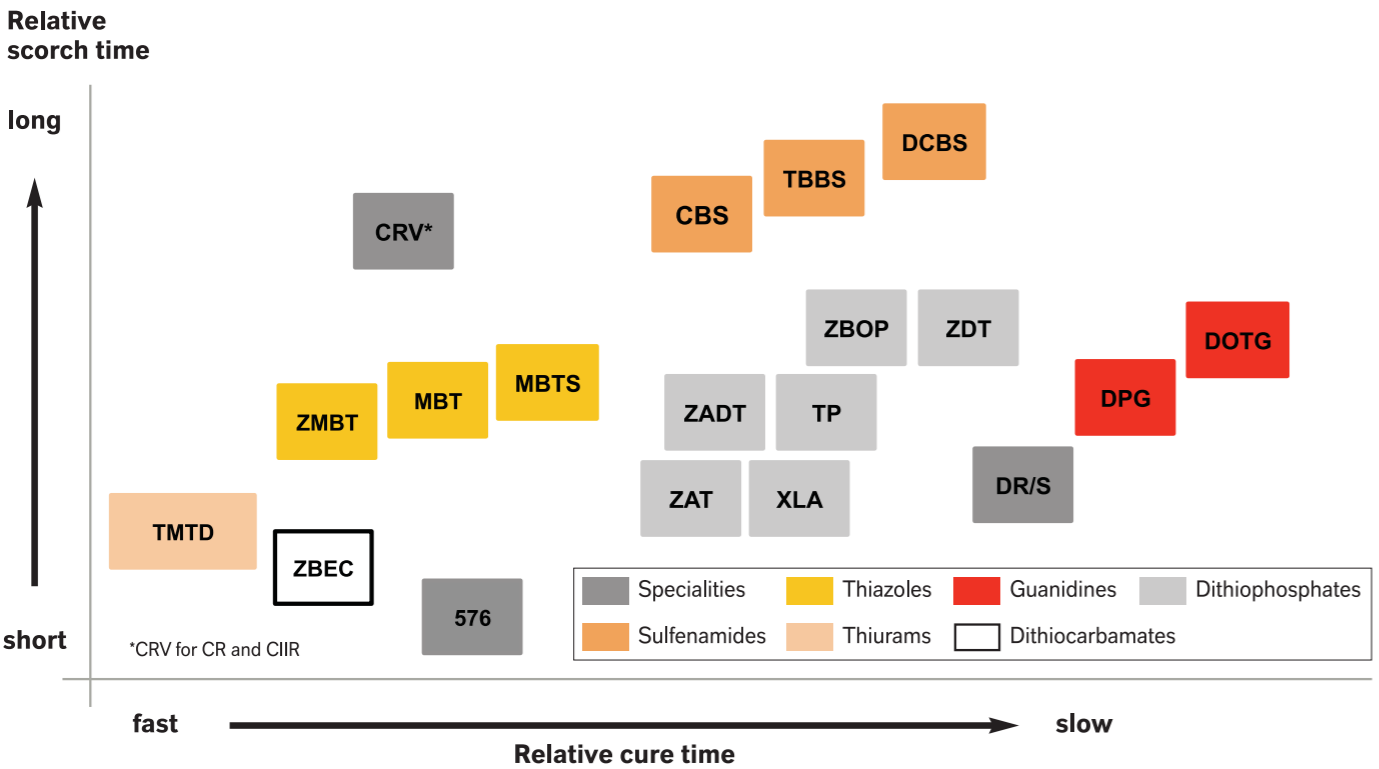 Relative
scorch time
long
DCBS
TBBS
CBS
CRV*
ZBOP
ZDT
DOTG
MBTS
MBT
ZMBT
ZADT
TP
DPG
ZAT
XLA
DR/S
TMTD
ZBEC
576
Specialities
Thiazoles
Guanidines
Dithiophosphates
Sulfenamides
Thiurams
Dithiocarbamates
short
*CRV for CR and CIIR
fast
slow
Relative cure time